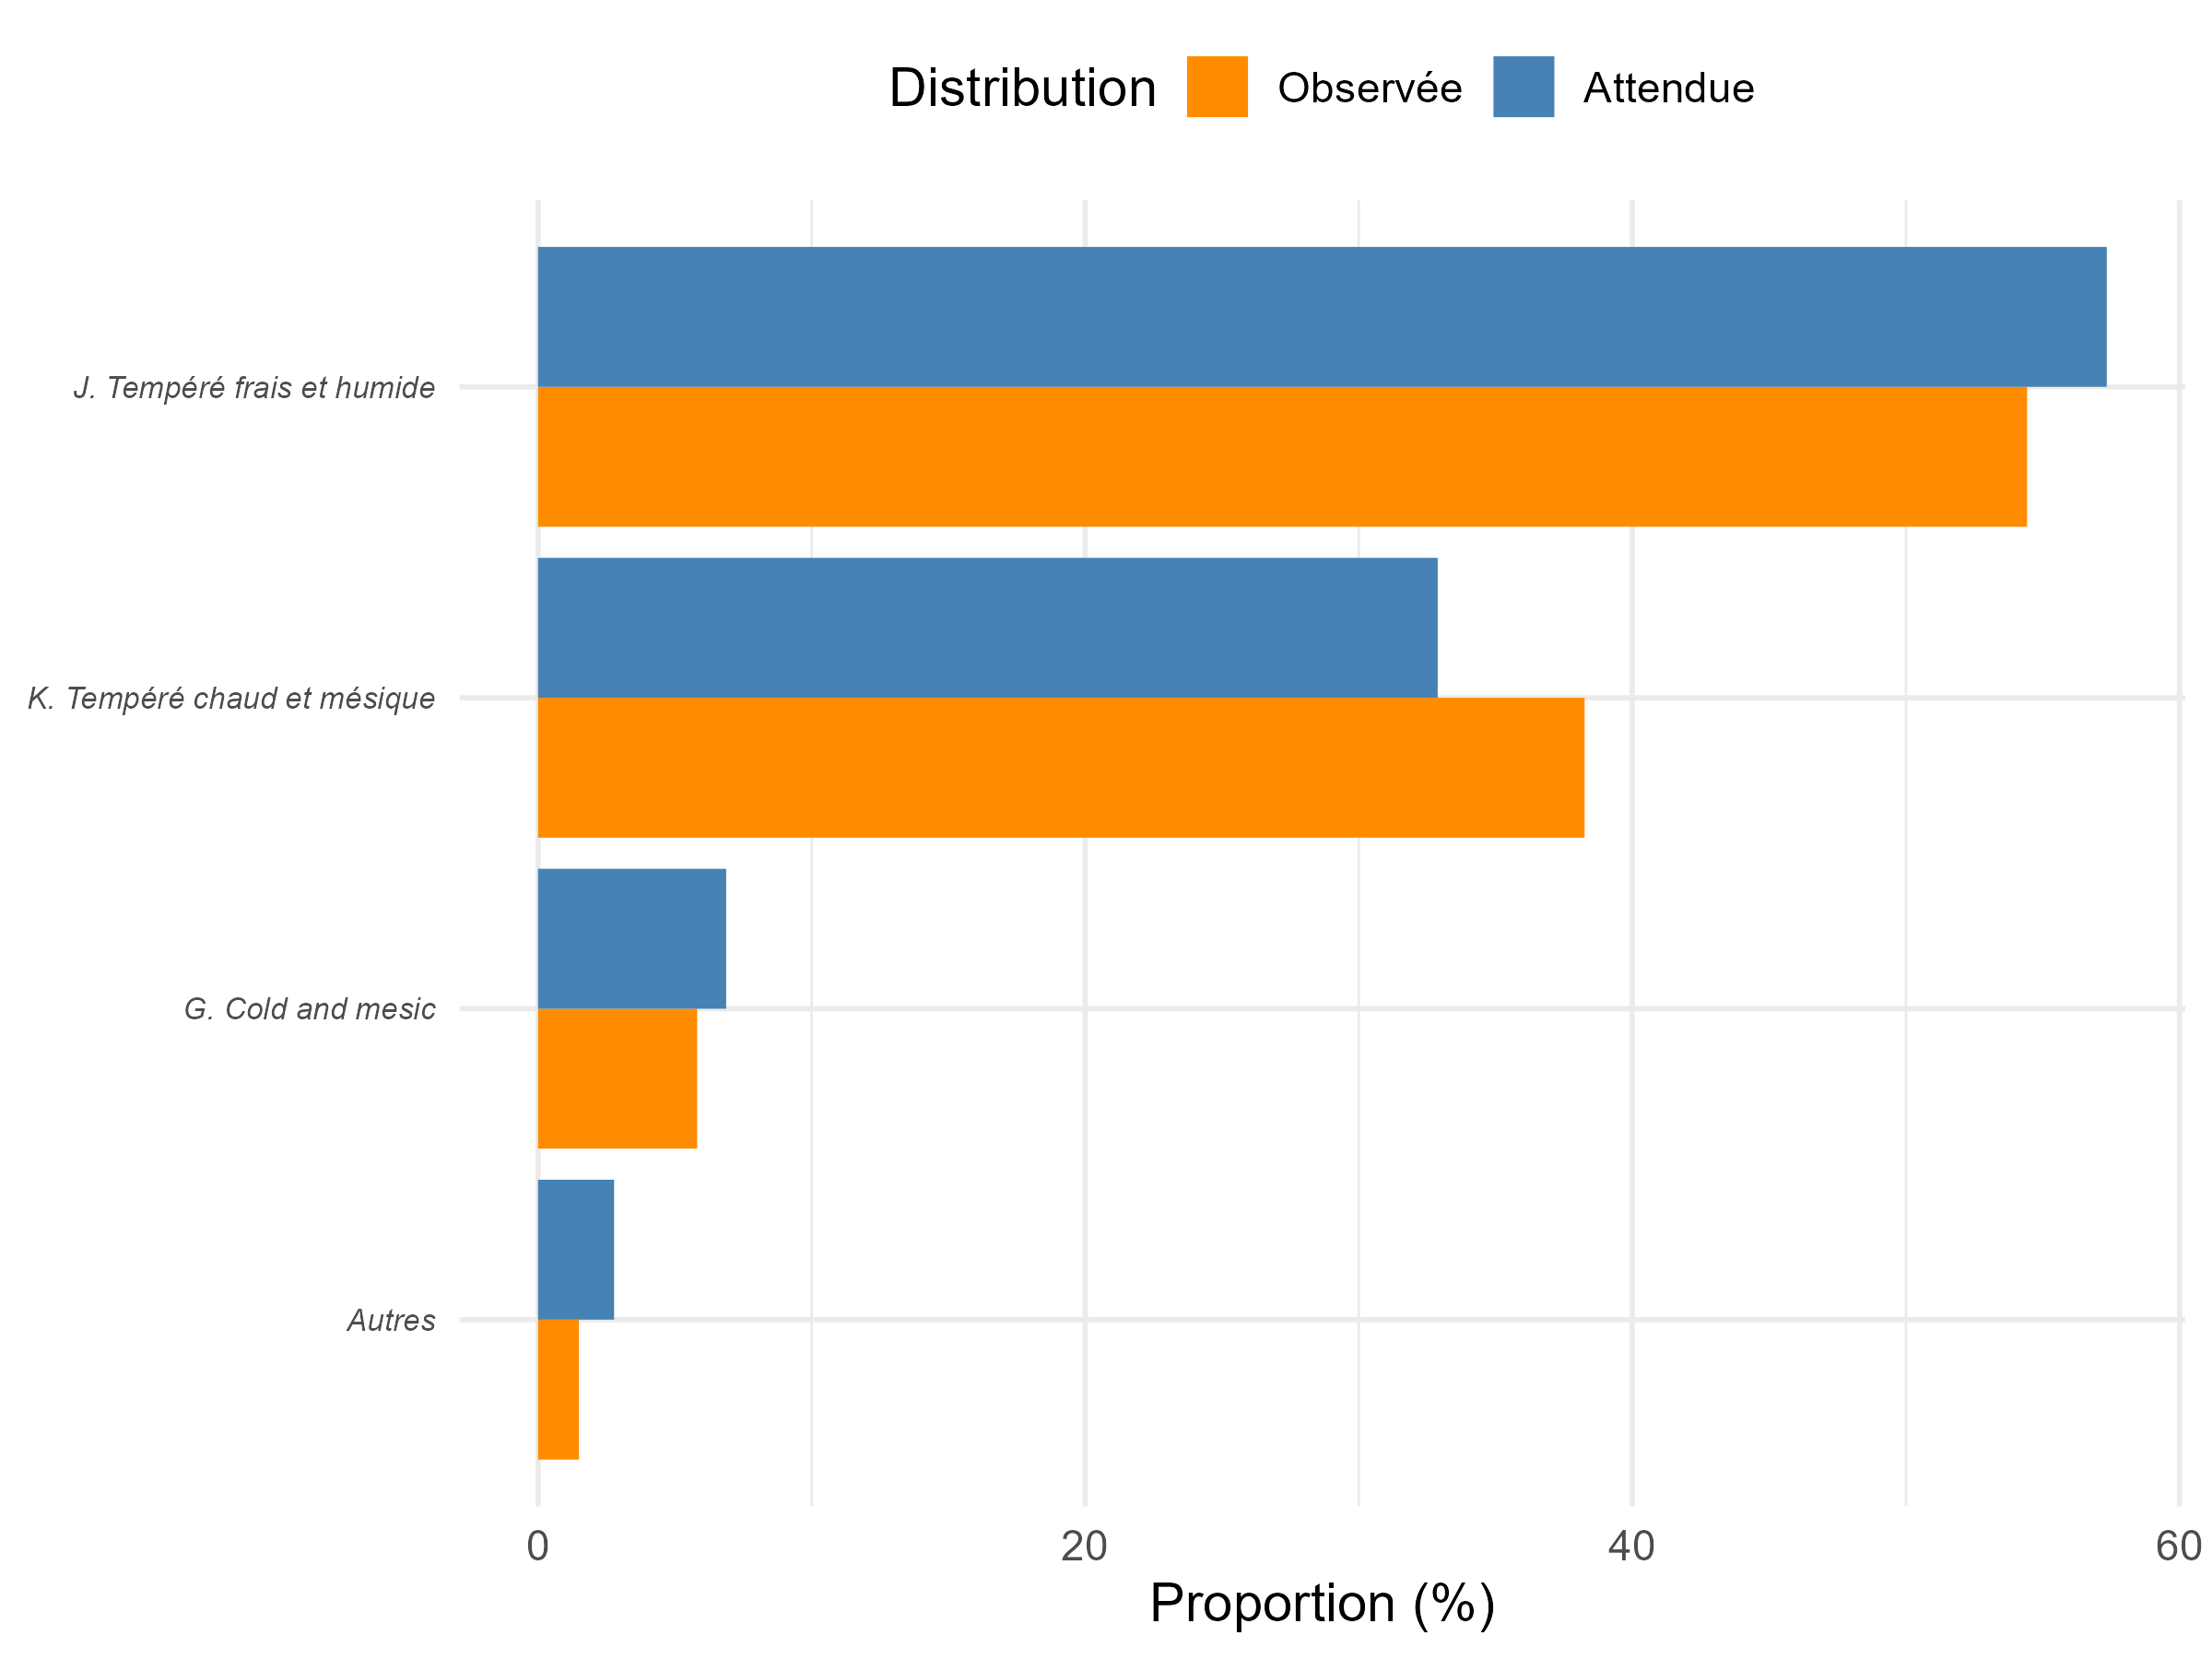 Distribution Observée Attendue
J. Tempéré frais et humide
K. Tempéré chaud et mésique
G. Cold and mesic
Autres
0 20 40 60
Proportion (%)